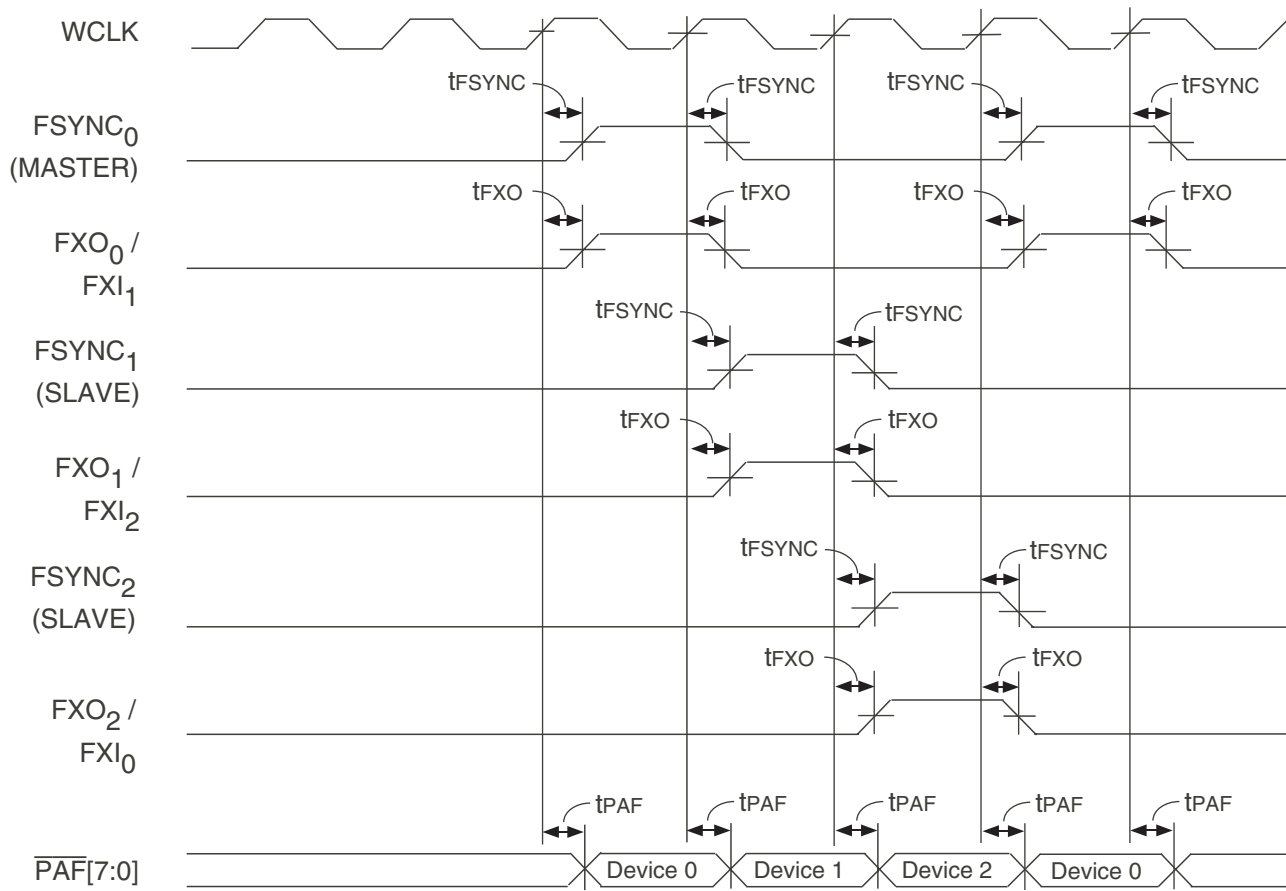 WCLK
tFSYNC tFSYNC tFSYNC tFSYNC
FSYNC0
(MASTER)
tFXO tFXO tFXO tFXO
FXO0 /
FXI1
tFSYNC tFSYNC
FSYNC1
(SLAVE)
tFXO tFXO
FXO1 /
FXI2
tFSYNC tFSYNC
FSYNC2
(SLAVE)
tFXO tFXO
FXO2 /
FXI0
tPAF tPAF tPAF tPAF tPAF
PAF[7:0] Device 0 Device 1 Device 2 Device 0